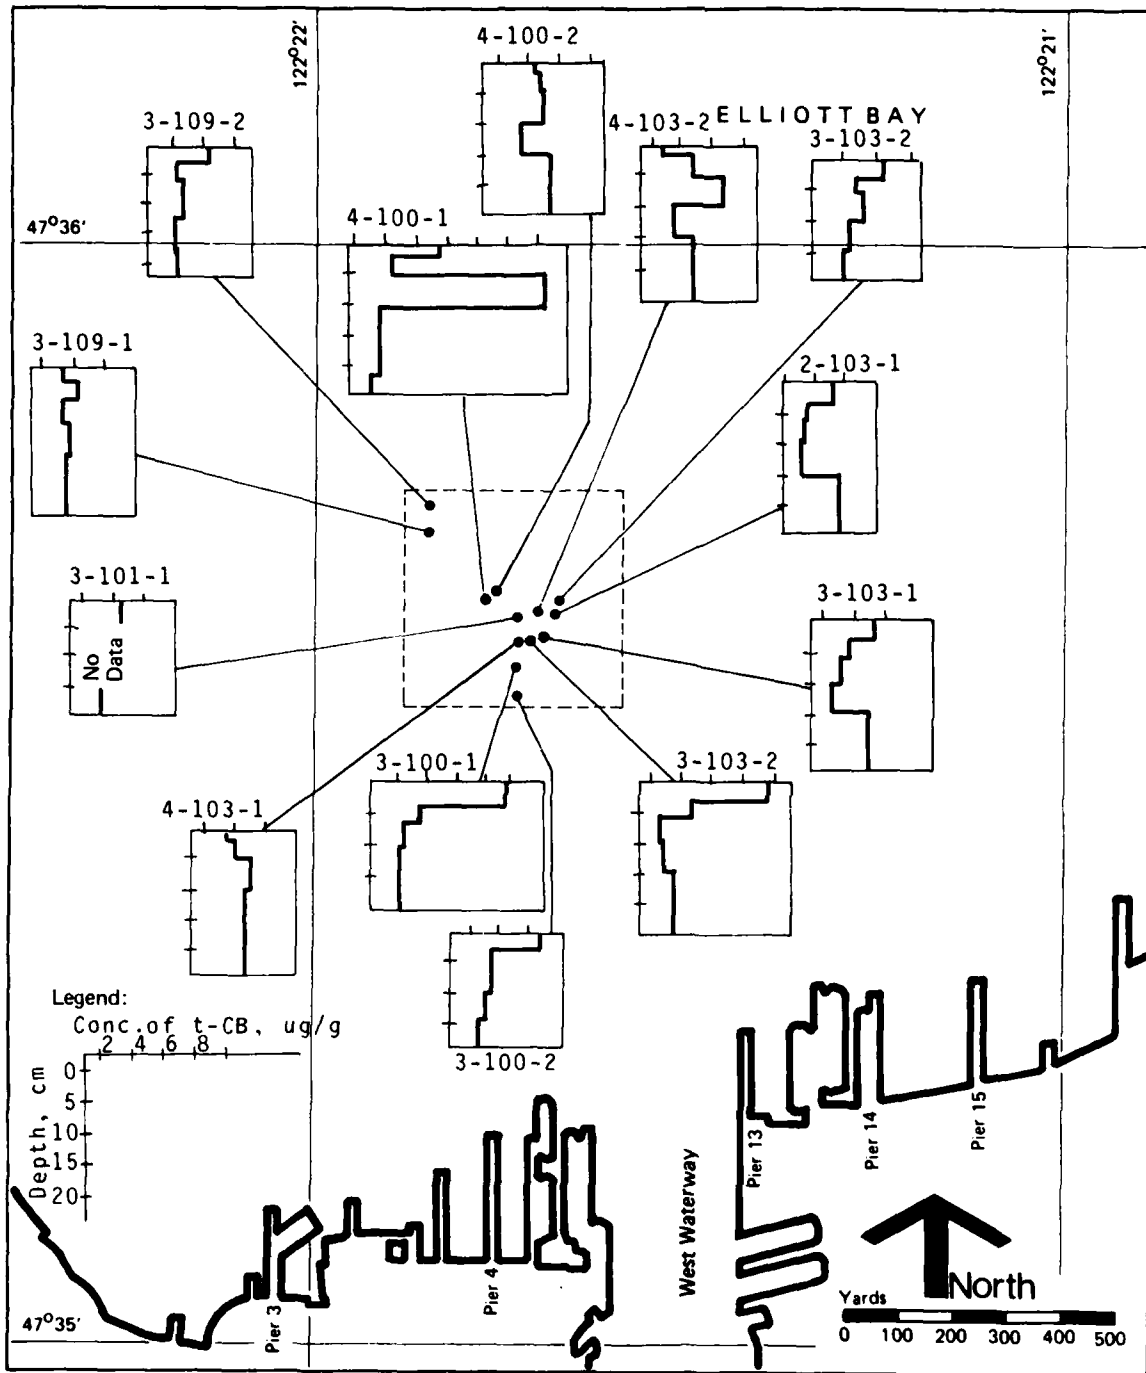 122°22'
122°21'
4-100-2
ELLIOTT BAY
3-109-2
4-103-2
3-103-2
47°36'
4-100-1
3-109-1
2-103-1
3-101-1
No
Data
3-103-1
3-100-1
3-103-2
4-103-1
Legend:
Conc.of t-CB, ug/g
2 4 6 8
3-100-2
Depth, cm
0
5
10
15
20
Pier 3
Pier 4
West Waterway
Pier 13
Pier 14
Pier 15
North
Yards
0 100 200 300 400 500
47°35'